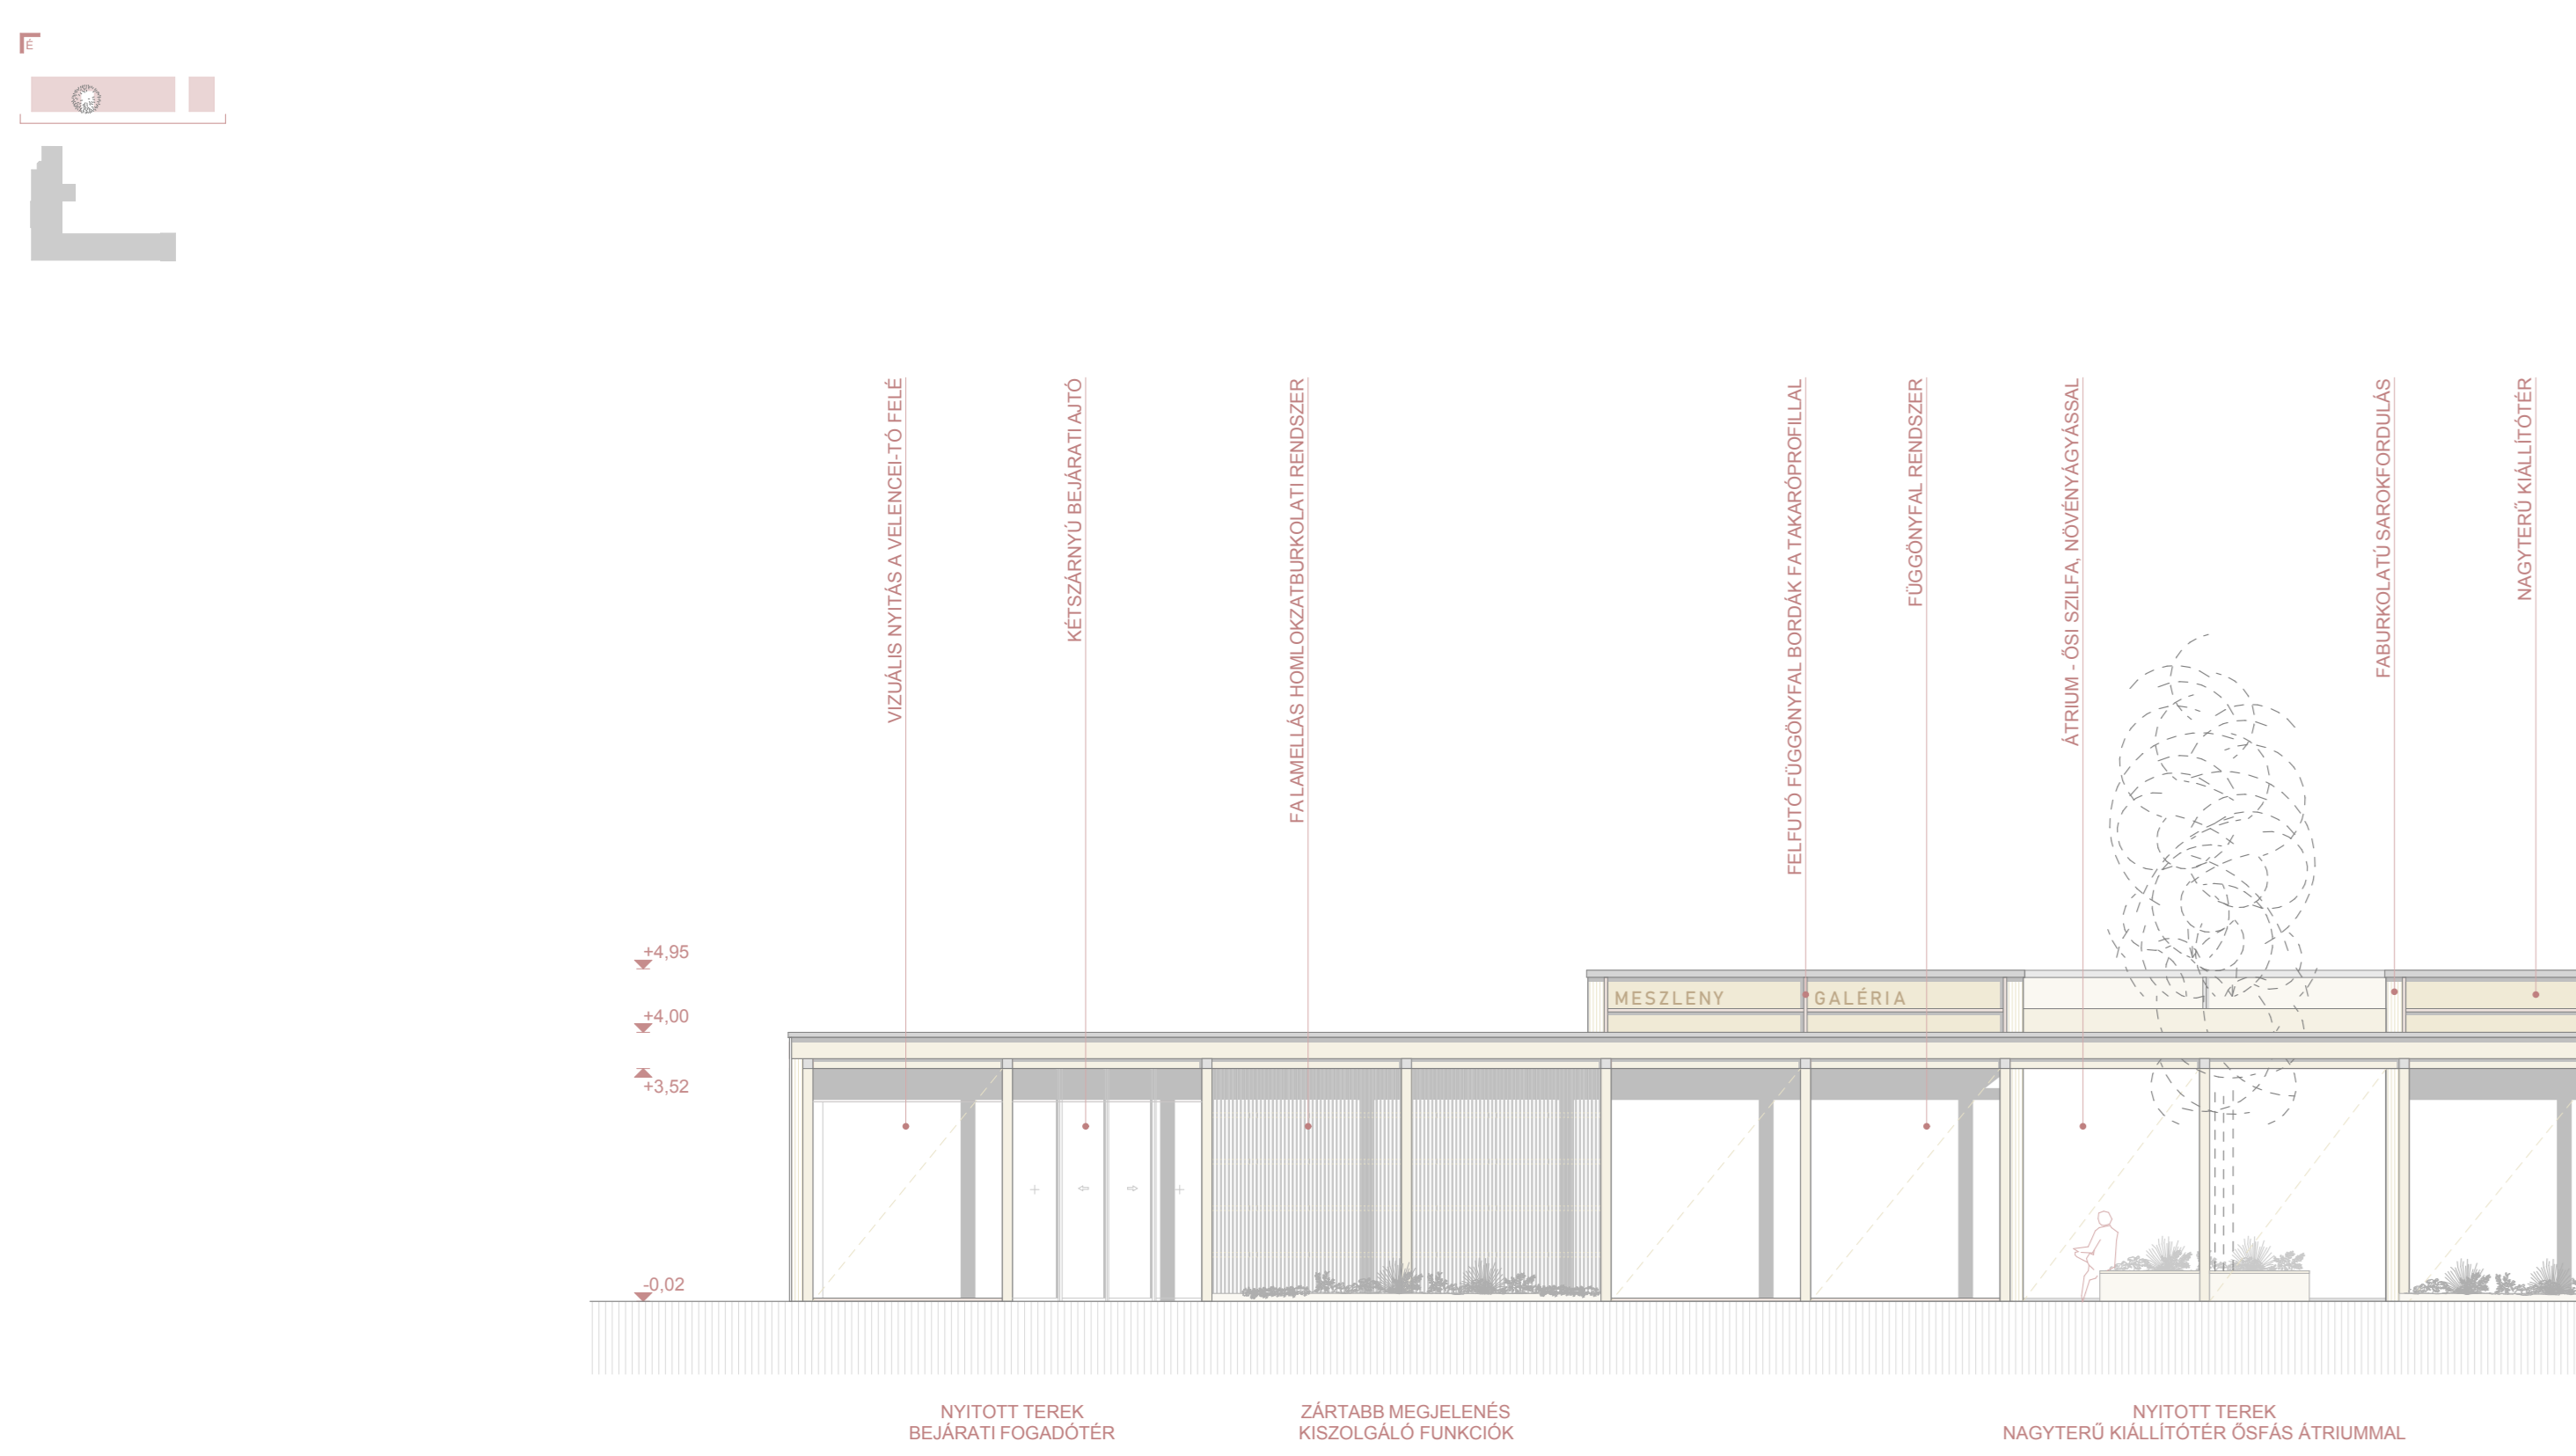 É
VIZUÁLIS NYITÁS A VELENCEI-TÓ FELÉ
KÉTSZÁRNYÚ BEJÁRATI AJTÓ
FA LAMELLÁS HOMLOKZATBURKOLATI RENDSZER
FELFUTÓ FÜGGÖNYFAL BORDÁK FA TAKARÓPROFILLAL
FÜGGÖNYFAL RENDSZER
ÁTRIUM - ŐSI SZILFA, NÖVÉNYÁGYÁSSAL
FABURKOLATÚ SAROKFORDULÁS
NAGYTERŰ KIÁLLÍTÓTÉR
+4,95
+4,00
+3,52
-0,02
MESZLENY GALÉRIA
NYITOTT TEREK
BEJÁRATI FOGADÓTÉR
ZÁRTABB MEGJELENÉS
KISZOLGÁLÓ FUNKCIÓK
NYITOTT TEREK
NAGYTERŰ KIÁLLÍTÓTÉR ŐSFÁS ÁTRIUMMAL